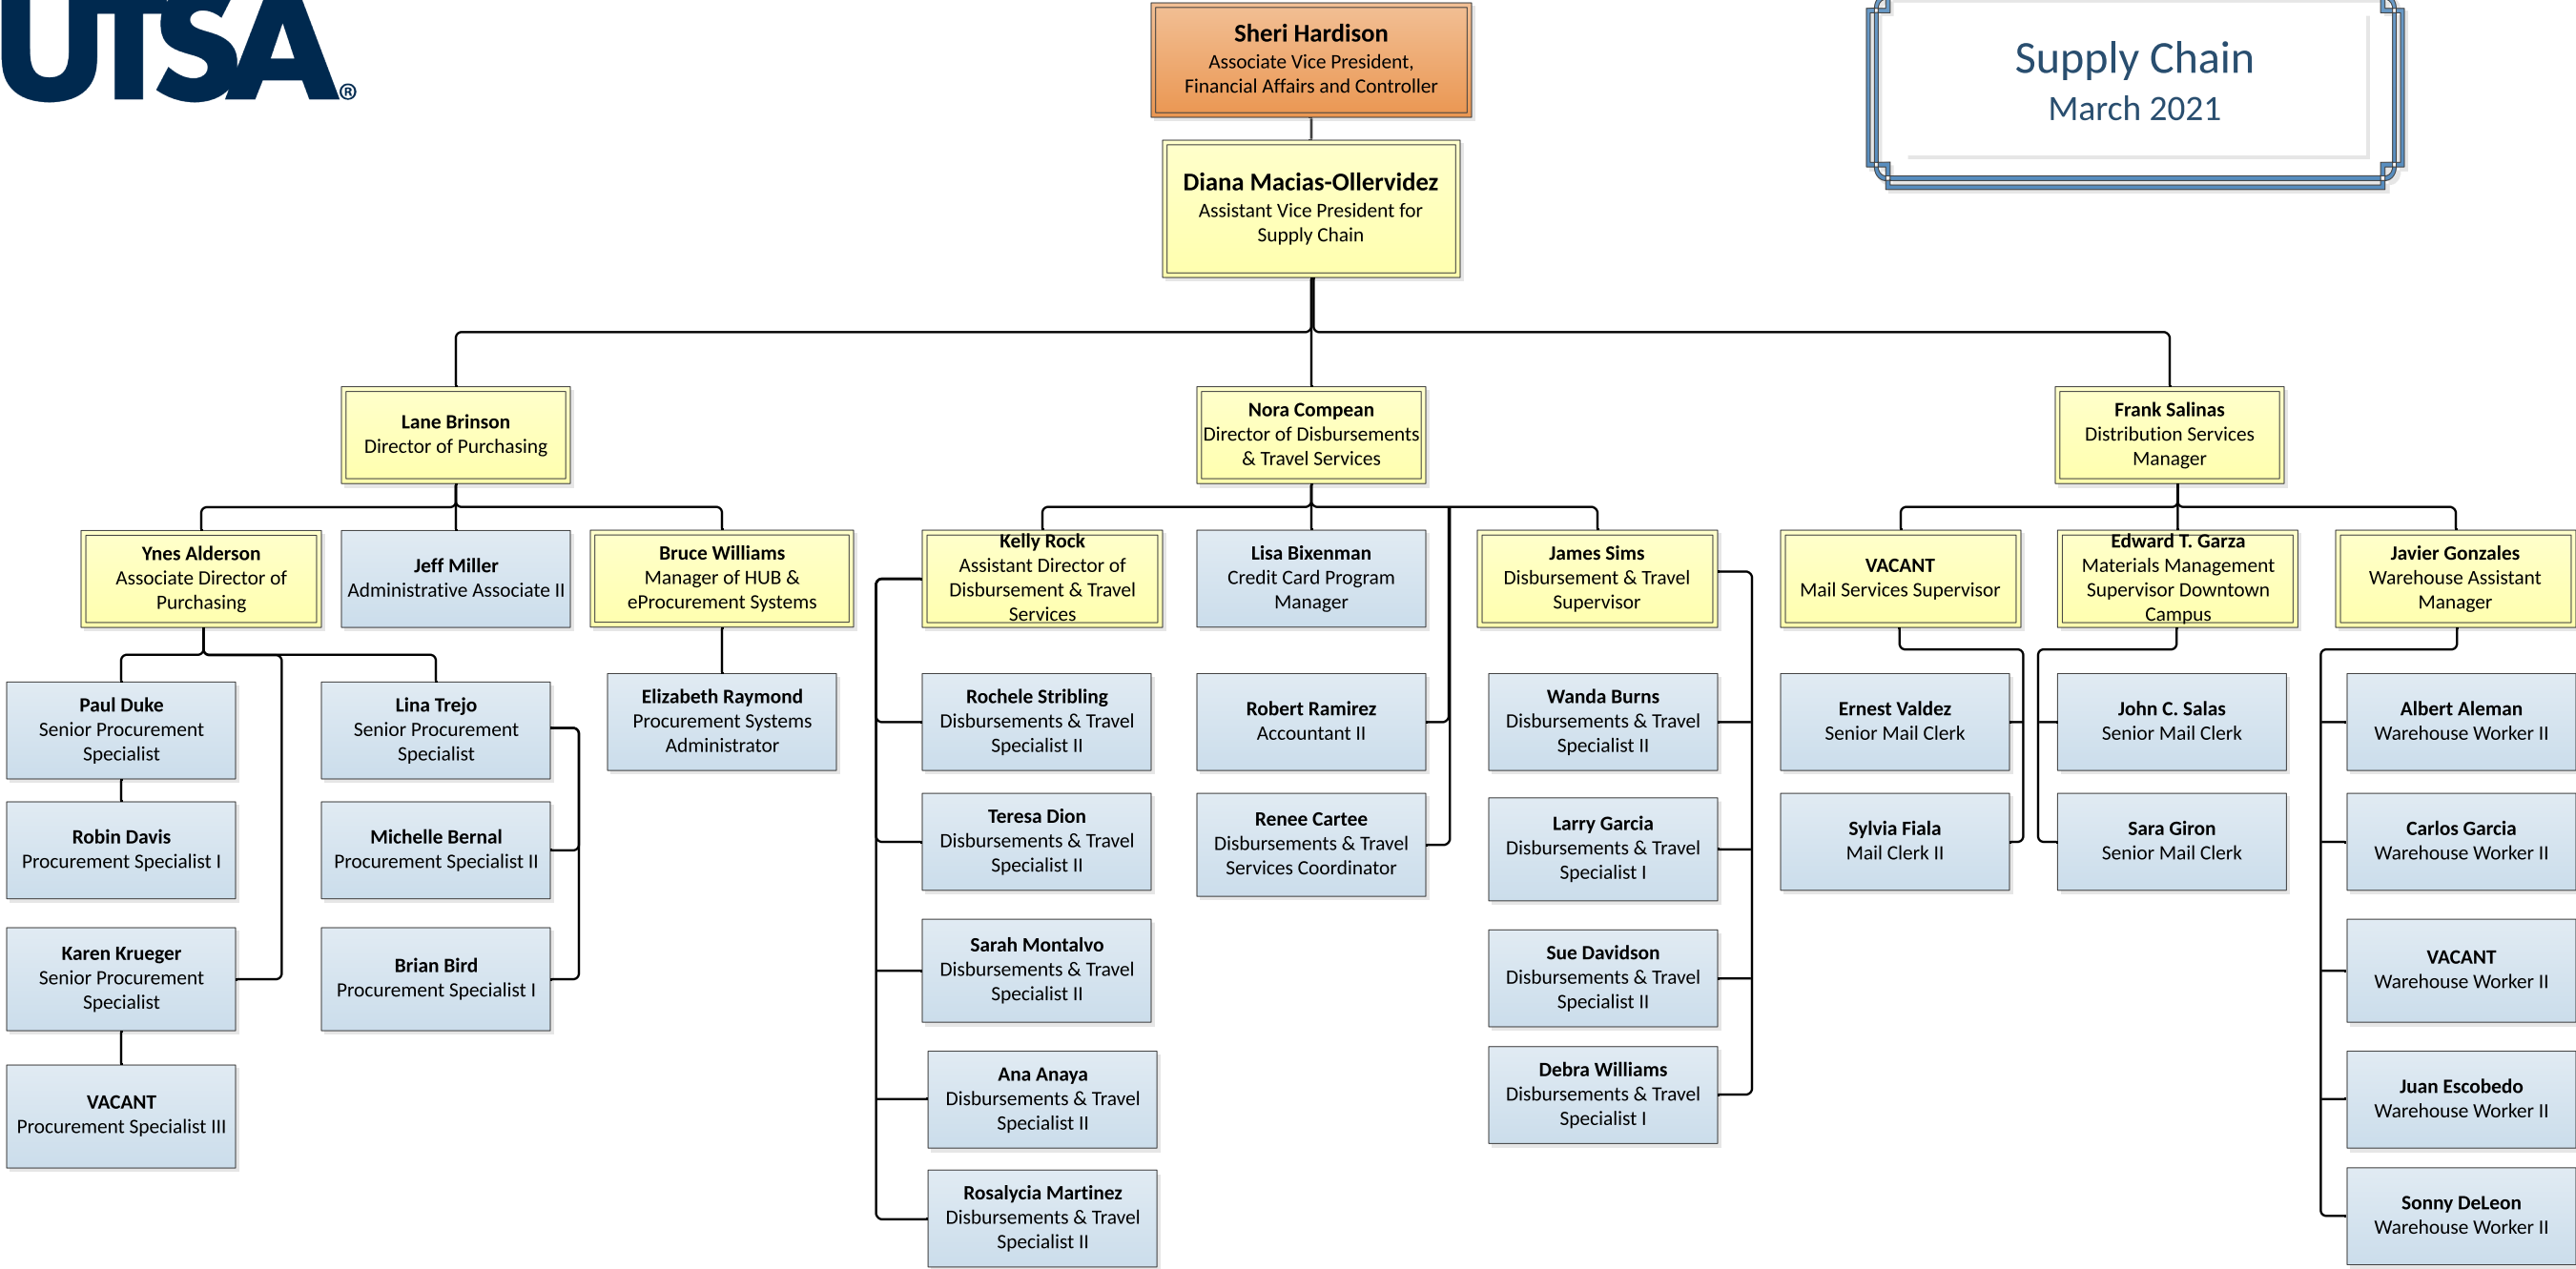 UTSA®
Sheri Hardison
Associate Vice President,
Financial Affairs and Controller
Supply Chain
March 2021
Diana Macias-Ollervidez
Assistant Vice President for
Supply Chain
Lane Brinson
Director of Purchasing
Nora Compean
Director of Disbursements
& Travel Services
Frank Salinas
Distribution Services
Manager
Ynes Alderson
Associate Director of
Purchasing
Jeff Miller
Administrative Associate II
Bruce Williams
Manager of HUB &
eProcurement Systems
Kelly Rock
Assistant Director of
Disbursement & Travel
Services
Lisa Bixenman
Credit Card Program
Manager
James Sims
Disbursement & Travel
Supervisor
VACANT
Mail Services Supervisor
Edward T. Garza
Materials Management
Supervisor Downtown
Campus
Javier Gonzales
Warehouse Assistant
Manager
Paul Duke
Senior Procurement
Specialist
Lina Trejo
Senior Procurement
Specialist
Elizabeth Raymond
Procurement Systems
Administrator
Rochele Stribling
Disbursements & Travel
Specialist II
Robert Ramirez
Accountant II
Wanda Burns
Disbursements & Travel
Specialist II
Ernest Valdez
Senior Mail Clerk
John C. Salas
Senior Mail Clerk
Albert Aleman
Warehouse Worker II
Robin Davis
Procurement Specialist I
Michelle Bernal
Procurement Specialist II
Teresa Dion
Disbursements & Travel
Specialist II
Renee Cartee
Disbursements & Travel
Services Coordinator
Larry Garcia
Disbursements & Travel
Specialist I
Sylvia Fiala
Mail Clerk II
Sara Giron
Senior Mail Clerk
Carlos Garcia
Warehouse Worker II
Karen Krueger
Senior Procurement
Specialist
Brian Bird
Procurement Specialist I
Sarah Montalvo
Disbursements & Travel
Specialist II
Sue Davidson
Disbursements & Travel
Specialist II
VACANT
Warehouse Worker II
VACANT
Procurement Specialist III
Ana Anaya
Disbursements & Travel
Specialist II
Debra Williams
Disbursements & Travel
Specialist I
Juan Escobedo
Warehouse Worker II
Rosalycia Martinez
Disbursements & Travel
Specialist II
Sonny DeLeon
Warehouse Worker II